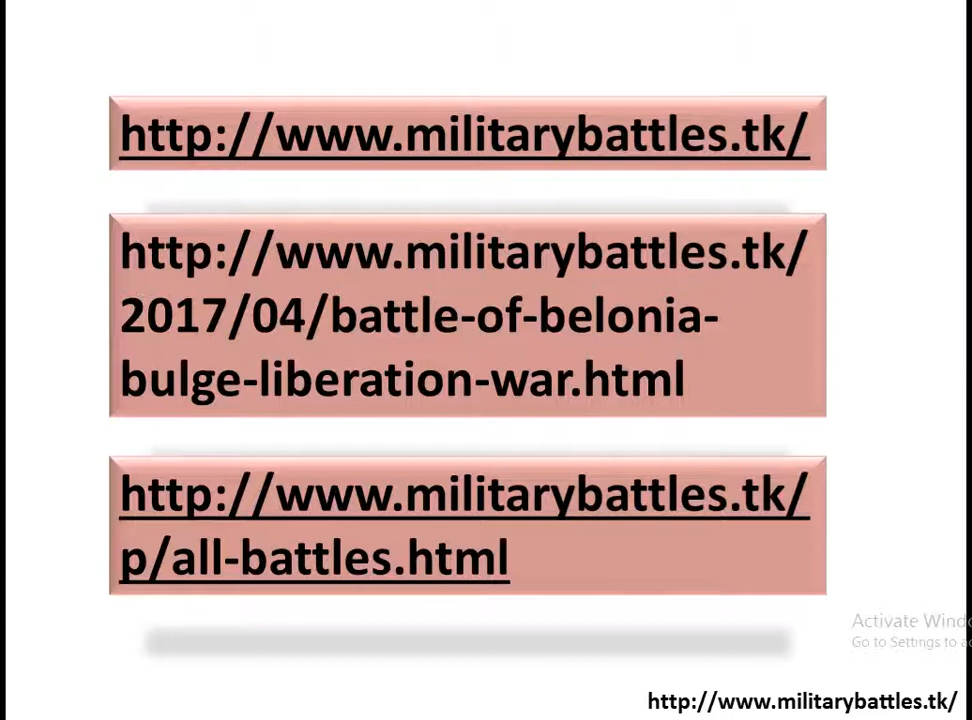 http://www.militarybattles.tk/
http://www.militarybattles.tk/
2017/04/battle-of-belonia-
bulge-liberation-war.html
http://www.militarybattles.tk/
p/all-battles.html
Activate Windo
Go to Settings to a
http://www.militarybattles.tk/